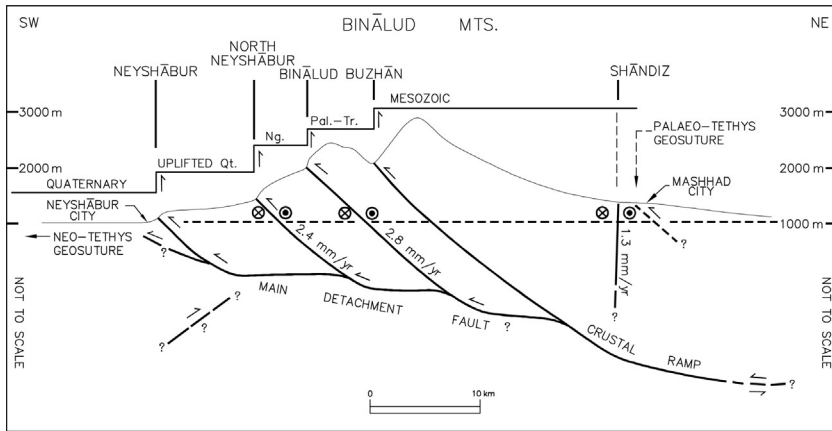 SW
BINĀLUD MTS.
NE
NORTH
NEYSHĀBUR
NEYSHĀBUR
BINĀLUD BUZHĀN
SHĀNDIZ
3000 m
MESOZOIC
3000 m
Pal.-Tr.
PALAEO-TETHYS
GEOSUTURE
Ng.
2000 m
UPLIFTED Qt.
2000 m
QUATERNARY
MASHHAD
CITY
NEYSHĀBUR
CITY
1000 m
NEO-TETHYS
GEOSUTURE
?
2.4 mm/yr
2.8 mm/yr
1.3 mm/yr
?
NOT TO SCALE
MAIN
DETACHMENT
FAULT ?
?
?
CRUSTAL
RAMP
?
NOT TO SCALE
0
10 km